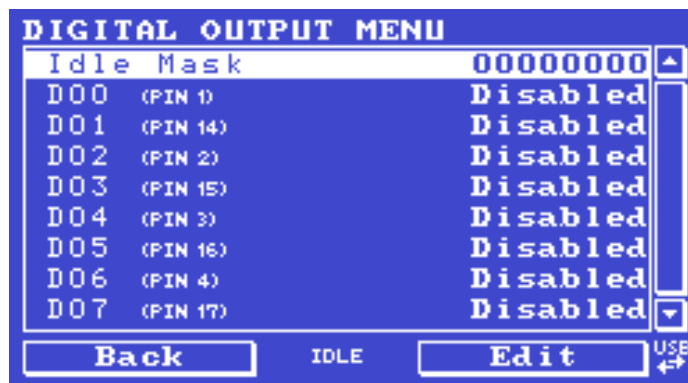 DIGITAL OUTPUT MENU
Idle Mask 00000000
DO0 (PIN 1) Disabled
DO1 (PIN 14) Disabled
DO2 (PIN 2) Disabled
DO3 (PIN 15) Disabled
DO4 (PIN 3) Disabled
DO5 (PIN 16) Disabled
DO6 (PIN 4) Disabled
DO7 (PIN 17) Disabled
Back IDLE Edit USE